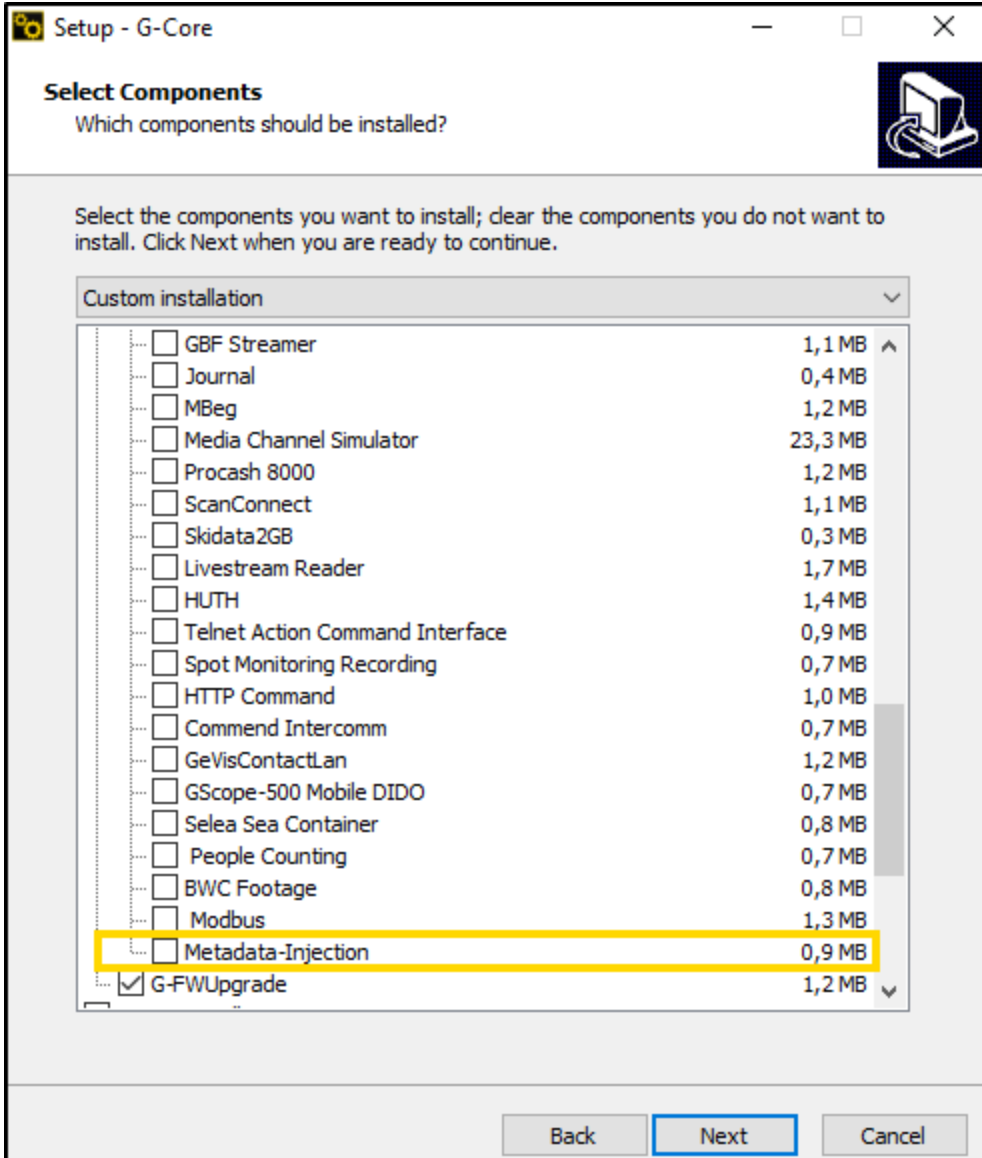 Setup - G-Core
Select Components
Which components should be installed?
Select the components you want to install; clear the components you do not want to
install. Click Next when you are ready to continue.
Custom installation
GBF Streamer 1,1 MB
Journal 0,4 MB
MBeg 1,2 MB
Media Channel Simulator 23,3 MB
Procash 8000 1,2 MB
ScanConnect 1,1 MB
Skidata2GB 0,3 MB
Livestream Reader 1,7 MB
HUTH 1,4 MB
Telnet Action Command Interface 0,9 MB
Spot Monitoring Recording 0,7 MB
HTTP Command 1,0 MB
Commend Intercomm 0,7 MB
GeVisContactLan 1,2 MB
GScope-500 Mobile DIDO 0,7 MB
Selea Sea Container 0,8 MB
People Counting 0,7 MB
BWC Footage 0,8 MB
Modbus 1,3 MB
Metadata-Injection 0,9 MB
G-FWUpgrade 1,2 MB
Back Next Cancel